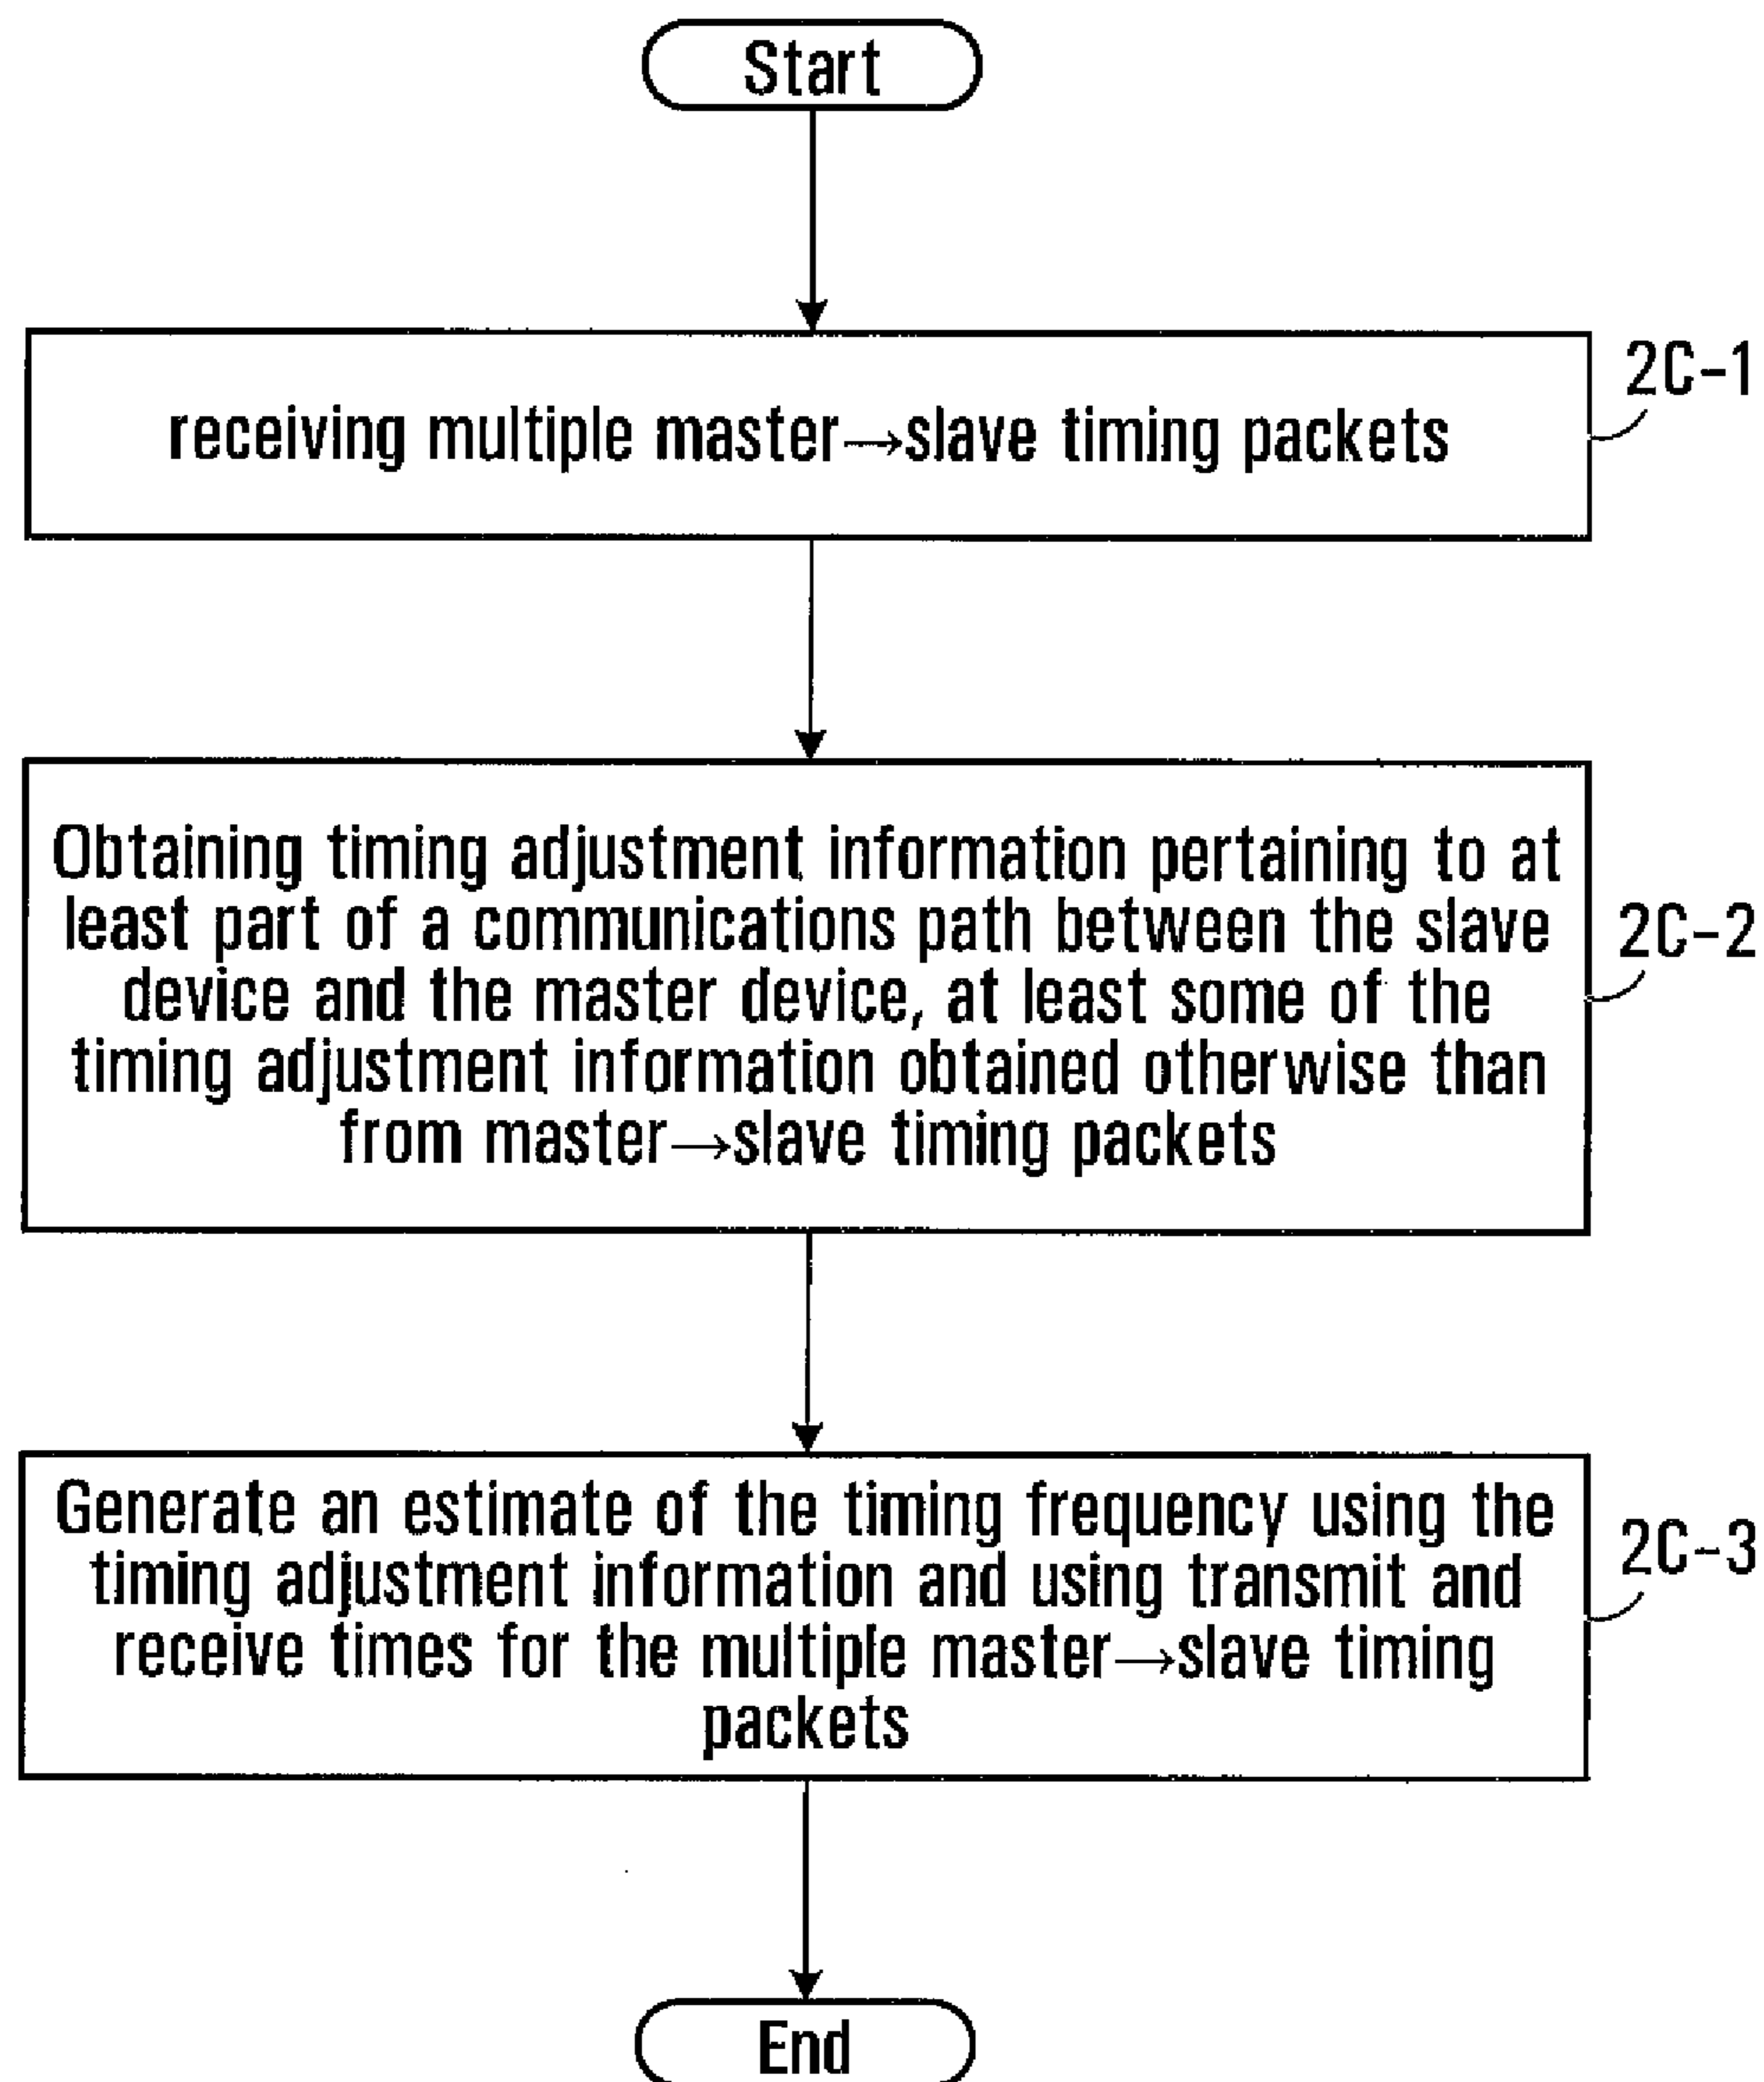 Start
2C-1
receiving multiple master→slave timing packets
Obtaining timing adjustment information pertaining to at
least part of a communications path between the slave
2C-2
device and the master device, at least some of the
timing adjustment information obtained otherwise than
from master→slave timing packets
Generate an estimate of the timing frequency using the
2C-3
timing adjustment information and using transmit and
receive times for the multiple master→slave timing
packets
End